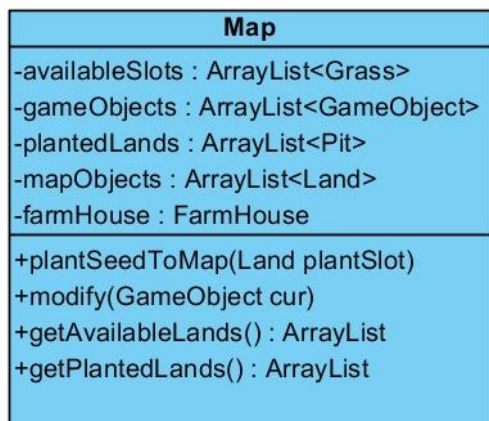 Map
-availableSlots : ArrayList<Grass>
-gameObjects : ArrayList<GameObject>
-plantedLands : ArrayList<Pit>
-mapObjects : ArrayList<Land>
-farmHouse : FarmHouse
+plantSeedToMap(Land plantSlot)
+modify(GameObject cur)
+getAvailableLands() : ArrayList
+getPlantedLands() : ArrayList